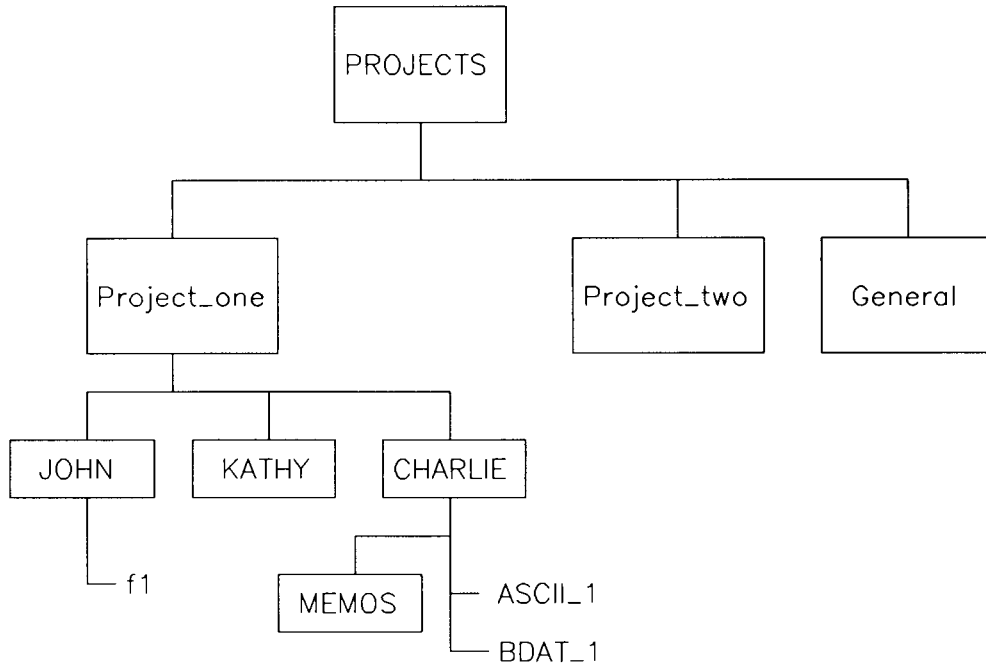 PROJECTS
Project_one
Project_two
General
JOHN
KATHY
CHARLIE
f1
MEMOS
ASCII_1
BDAT_1